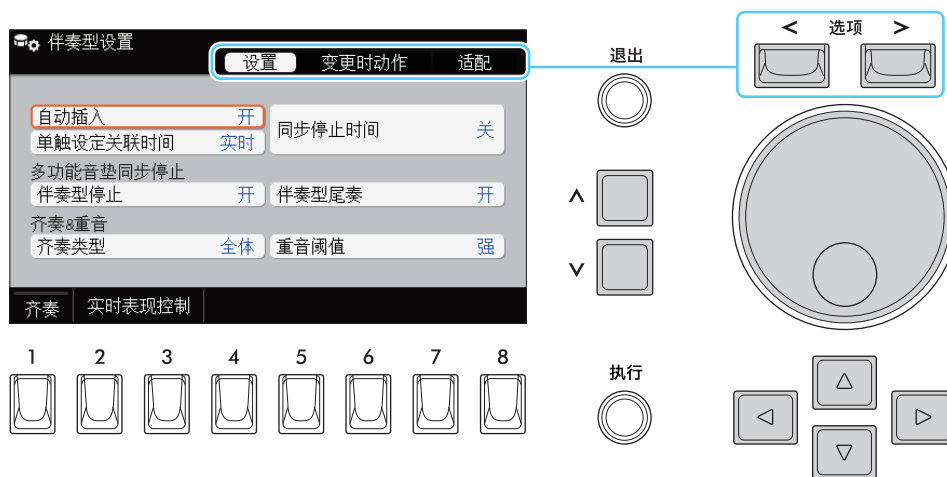 伴奏型设置
设置 变更时动作 适配
自动插入 开
单触设定关联时间 实时
同步停止时间 关
多功能音垫同步停止
伴奏型停止 开 伴奏型尾奏 开
齐奏&重音
齐奏类型 全体 重音阈值 强
齐奏 实时表现控制
1 2 3 4 5 6 7 8
退出
∧
∨
执行
< 选项 >